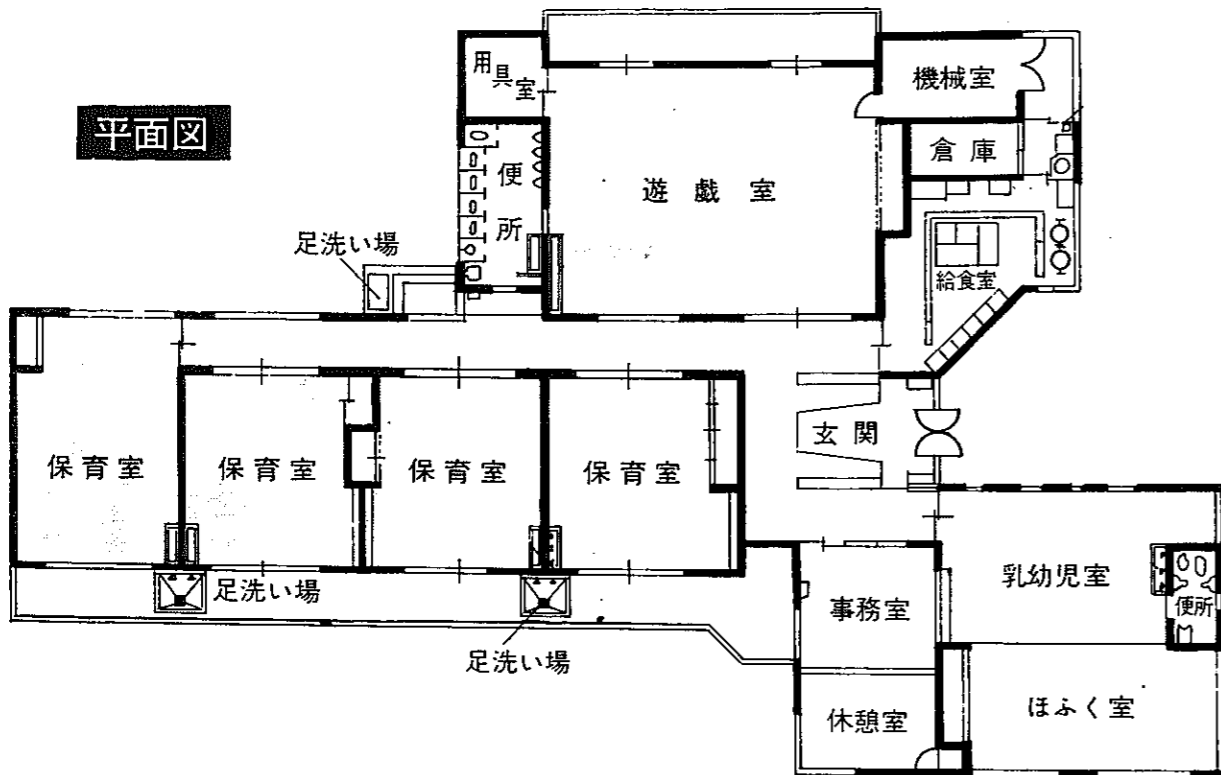 平面図
用具室
機械室
倉庫
便所
遊戯室
足洗い場
給食室
玄関
保育室
保育室
保育室
保育室
足洗い場
足洗い場
事務室
乳幼児室
便所
休憩室
ほふく室